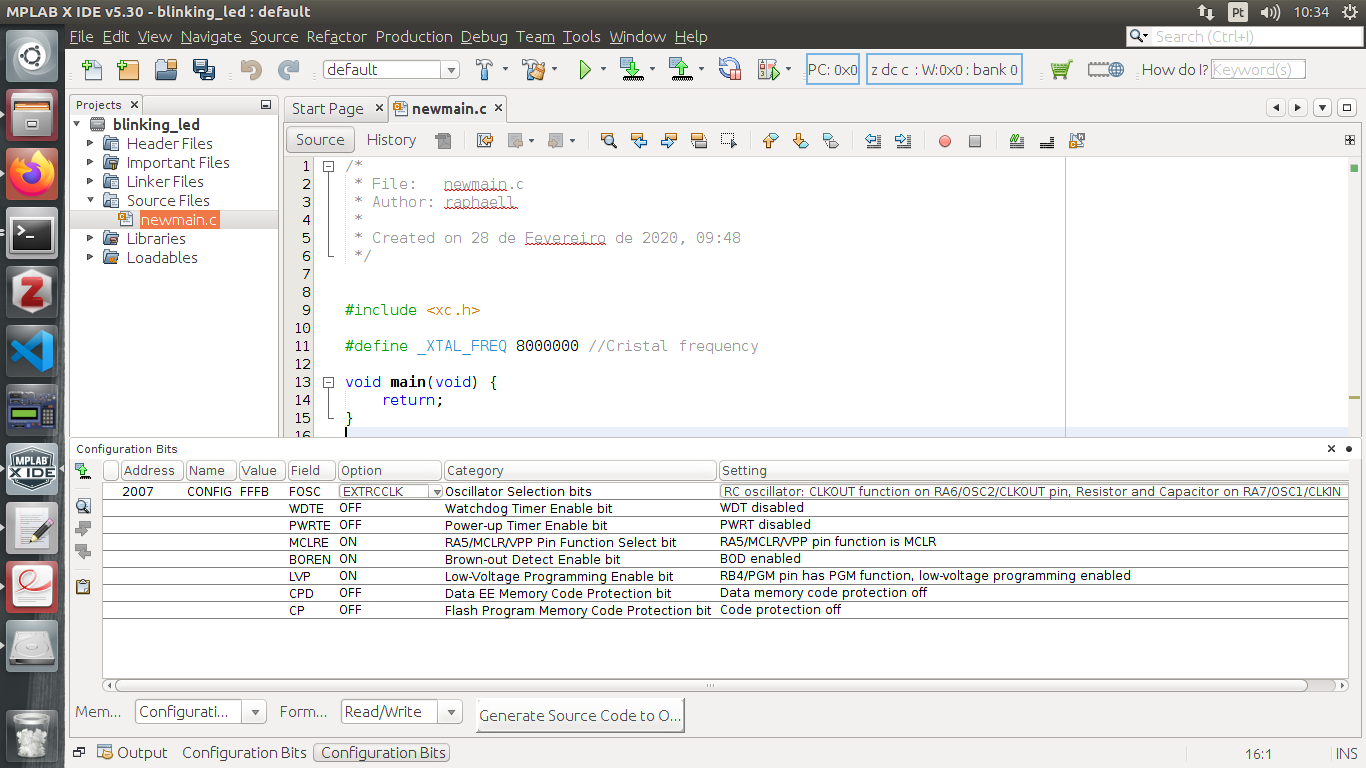 MPLAB X IDE v5.30 - blinking_led : default
Pt
10:34
File Edit View Navigate Source Refactor Production Debug Team Tools Window Help
Search (Ctrl+I)
default
PC: 0x0
z dc c : W:0x0 : bank 0
How do I?
Keyword(s)
Projects
Start Page
newmain.c
blinking_led
Header Files
Important Files
Linker Files
Source Files
newmain.c
Libraries
Loadables
Source
History
1 /*
2 * File: newmain.c
3 * Author: raphaell
4 *
5 * Created on 28 de Fevereiro de 2020, 09:48
6 */
7
8
9 #include <xc.h>
10
11 #define _XTAL_FREQ 8000000 //Cristal frequency
12
13 void main(void) {
14 return;
15 }
16
Configuration Bits
Address Name Value Field Option Category Setting
2007 CONFIG FFFB FOSC EXTRCCLK Oscillator Selection bits RC oscillator: CLKOUT function on RA6/OSC2/CLKOUT pin, Resistor and Capacitor on RA7/OSC1/CLKIN
WDTE OFF Watchdog Timer Enable bit WDT disabled
PWRTE OFF Power-up Timer Enable bit PWRT disabled
MCLRE ON RA5/MCLR/VPP Pin Function Select bit RA5/MCLR/VPP pin function is MCLR
BOREN ON Brown-out Detect Enable bit BOD enabled
LVP ON Low-Voltage Programming Enable bit RB4/PGM pin has PGM function, low-voltage programming enabled
CPD OFF Data EE Memory Code Protection bit Data memory code protection off
CP OFF Flash Program Memory Code Protection bit Code protection off
Mem... Configurati... Form... Read/Write Generate Source Code to O...
Output Configuration Bits Configuration Bits
16:1 INS
MPLAB
X IDE